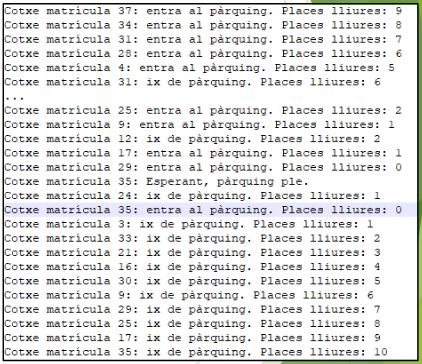 Cotxe matrícula 37: entra al pàrquing. Places lliures: 9
Cotxe matrícula 34: entra al pàrquing. Places lliures: 8
Cotxe matrícula 31: entra al pàrquing. Places lliures: 7
Cotxe matrícula 28: entra al pàrquing. Places lliures: 6
Cotxe matrícula 4: entra al pàrquing. Places lliures: 5
Cotxe matrícula 31: ix de pàrquing. Places lliures: 6
...
Cotxe matrícula 25: entra al pàrquing. Places lliures: 2
Cotxe matrícula 9: entra al pàrquing. Places lliures: 1
Cotxe matrícula 12: ix de pàrquing. Places lliures: 2
Cotxe matrícula 17: entra al pàrquing. Places lliures: 1
Cotxe matrícula 29: entra al pàrquing. Places lliures: 0
Cotxe matrícula 35: Esperant, pàrquing ple.
Cotxe matrícula 24: ix de pàrquing. Places lliures: 1
Cotxe matrícula 35: entra al pàrquing. Places lliures: 0
Cotxe matrícula 3: ix de pàrquing. Places lliures: 1
Cotxe matrícula 33: ix de pàrquing. Places lliures: 2
Cotxe matrícula 21: ix de pàrquing. Places lliures: 3
Cotxe matrícula 16: ix de pàrquing. Places lliures: 4
Cotxe matrícula 30: ix de pàrquing. Places lliures: 5
Cotxe matrícula 9: ix de pàrquing. Places lliures: 6
Cotxe matrícula 29: ix de pàrquing. Places lliures: 7
Cotxe matrícula 25: ix de pàrquing. Places lliures: 8
Cotxe matrícula 17: ix de pàrquing. Places lliures: 9
Cotxe matrícula 35: ix de pàrquing. Places lliures: 10